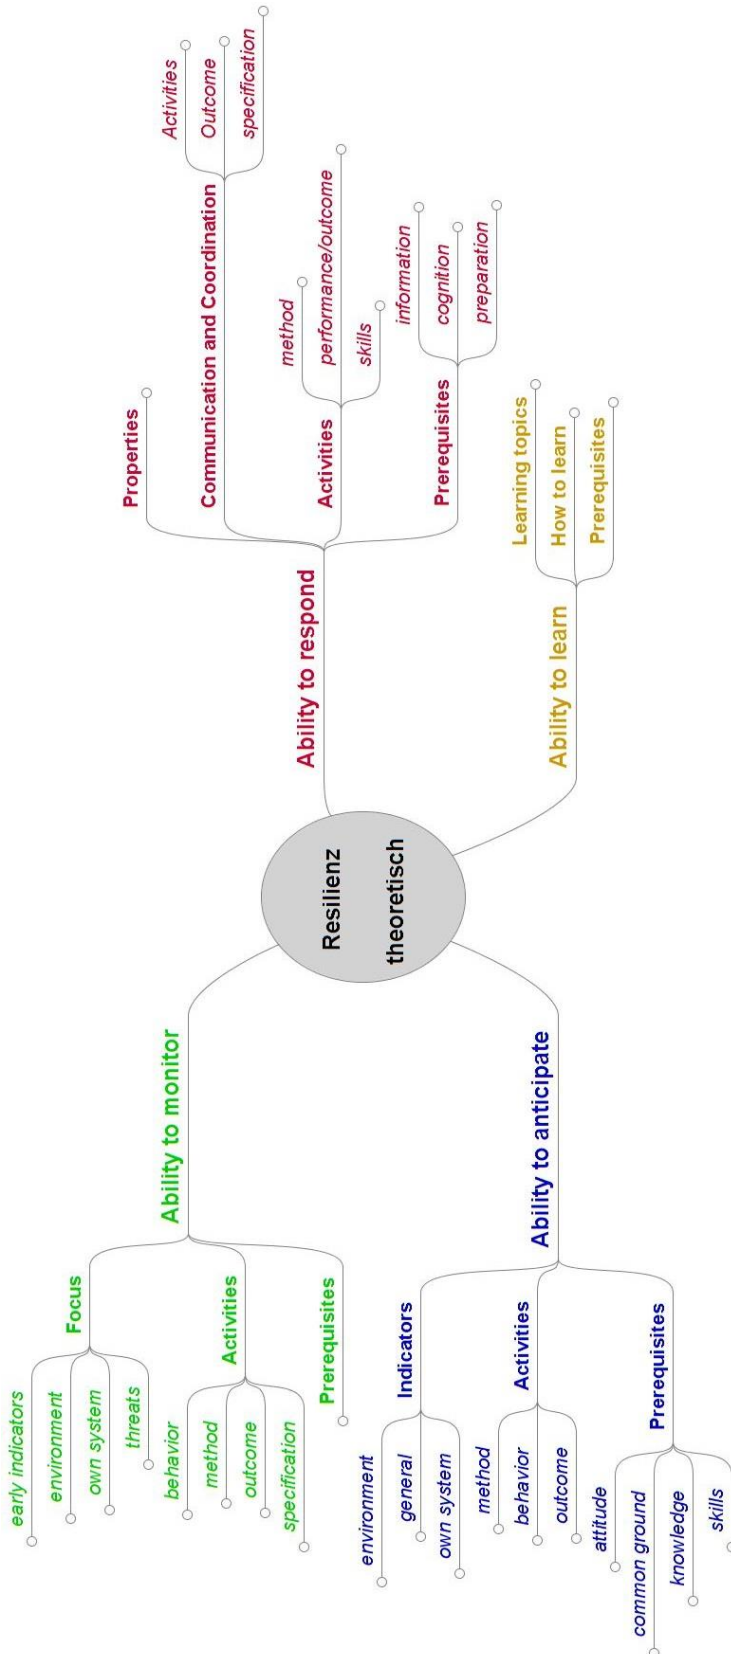 Resilienz
theoretisch
Ability to monitor
Focus
early indicators
environment
own system
threats
Activities
behavior
method
outcome
specification
Prerequisites
Ability to anticipate
Indicators
environment
general
own system
Activities
method
behavior
outcome
Prerequisites
attitude
common ground
knowledge
skills
Ability to respond
Properties
Communication and Coordination
Activities
Outcome
specification
Activities
method
performance/outcome
skills
Prerequisites
information
cognition
preparation
Ability to learn
Learning topics
How to learn
Prerequisites